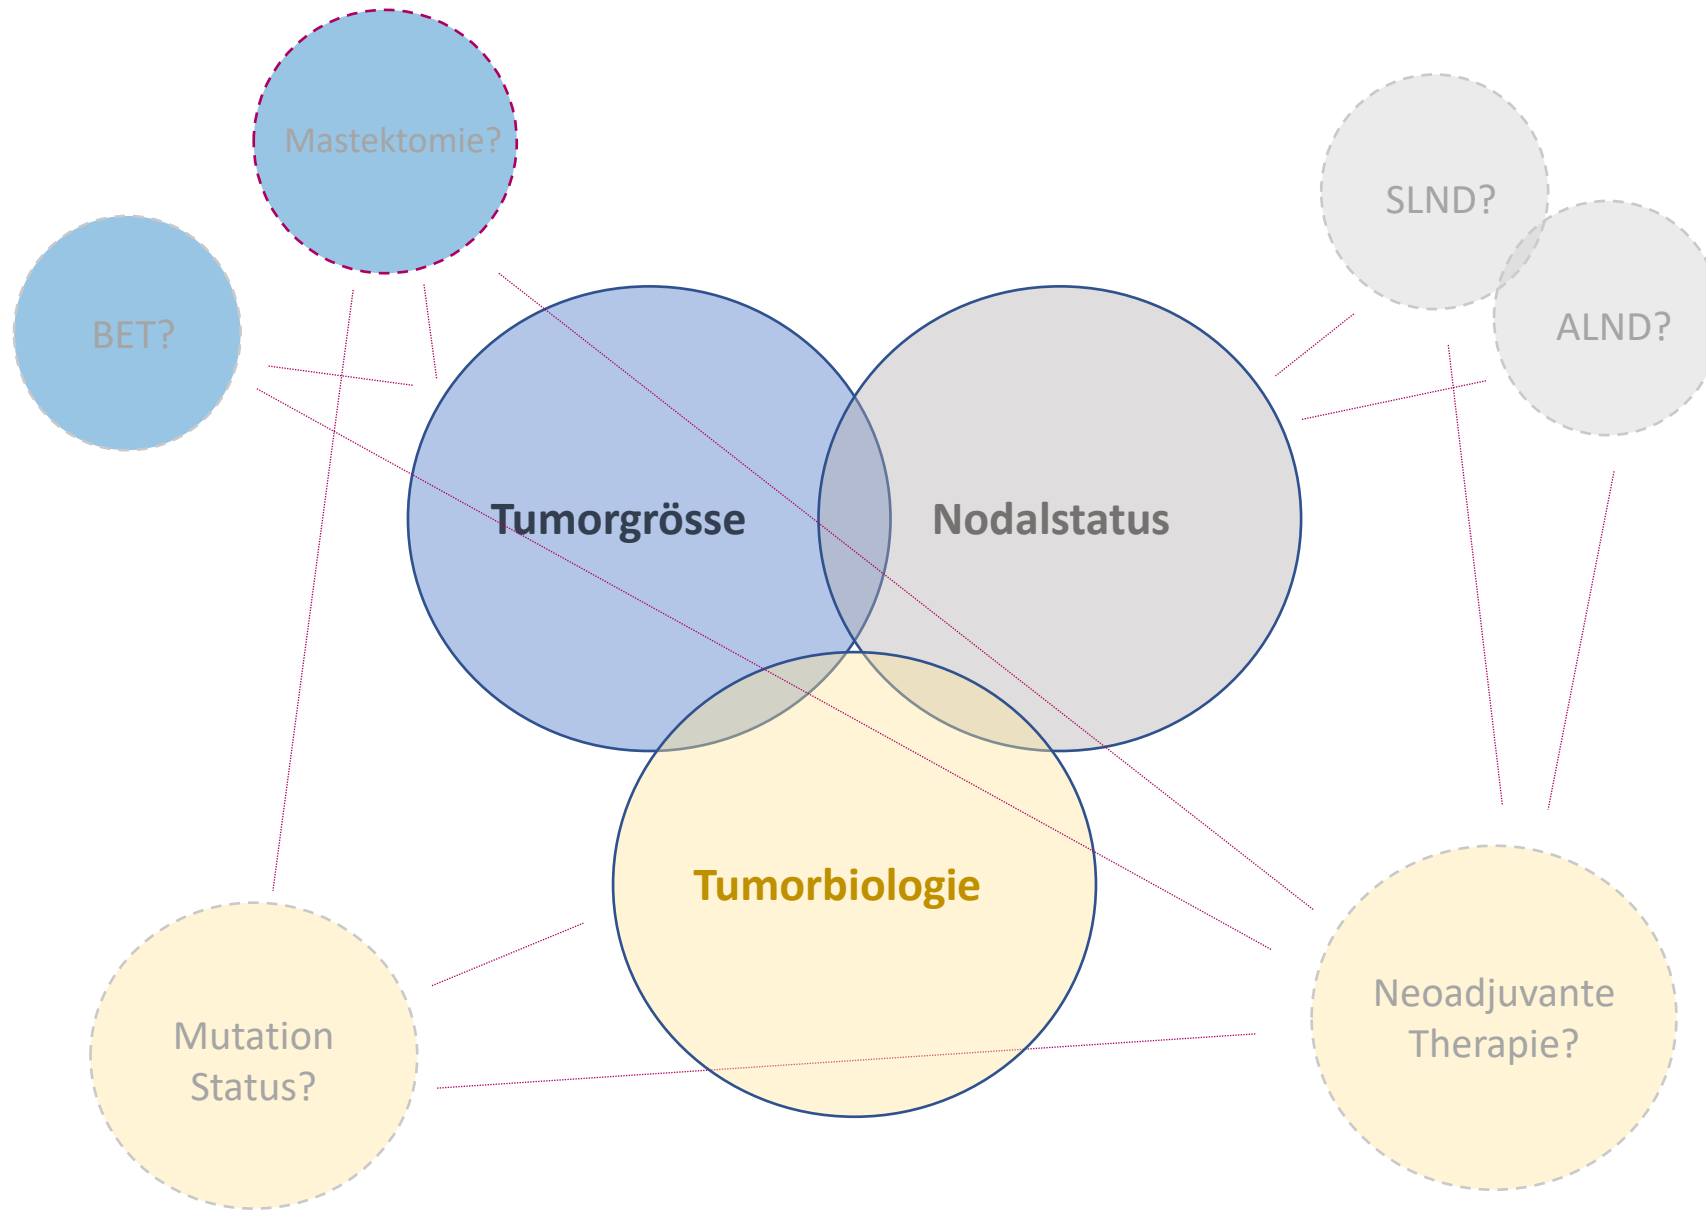 Mastektomie?
SLND?
BET?
ALND?
Tumorgrösse
Nodalstatus
Tumorbiologie
Mutation
Status?
Neoadjuvante
Therapie?